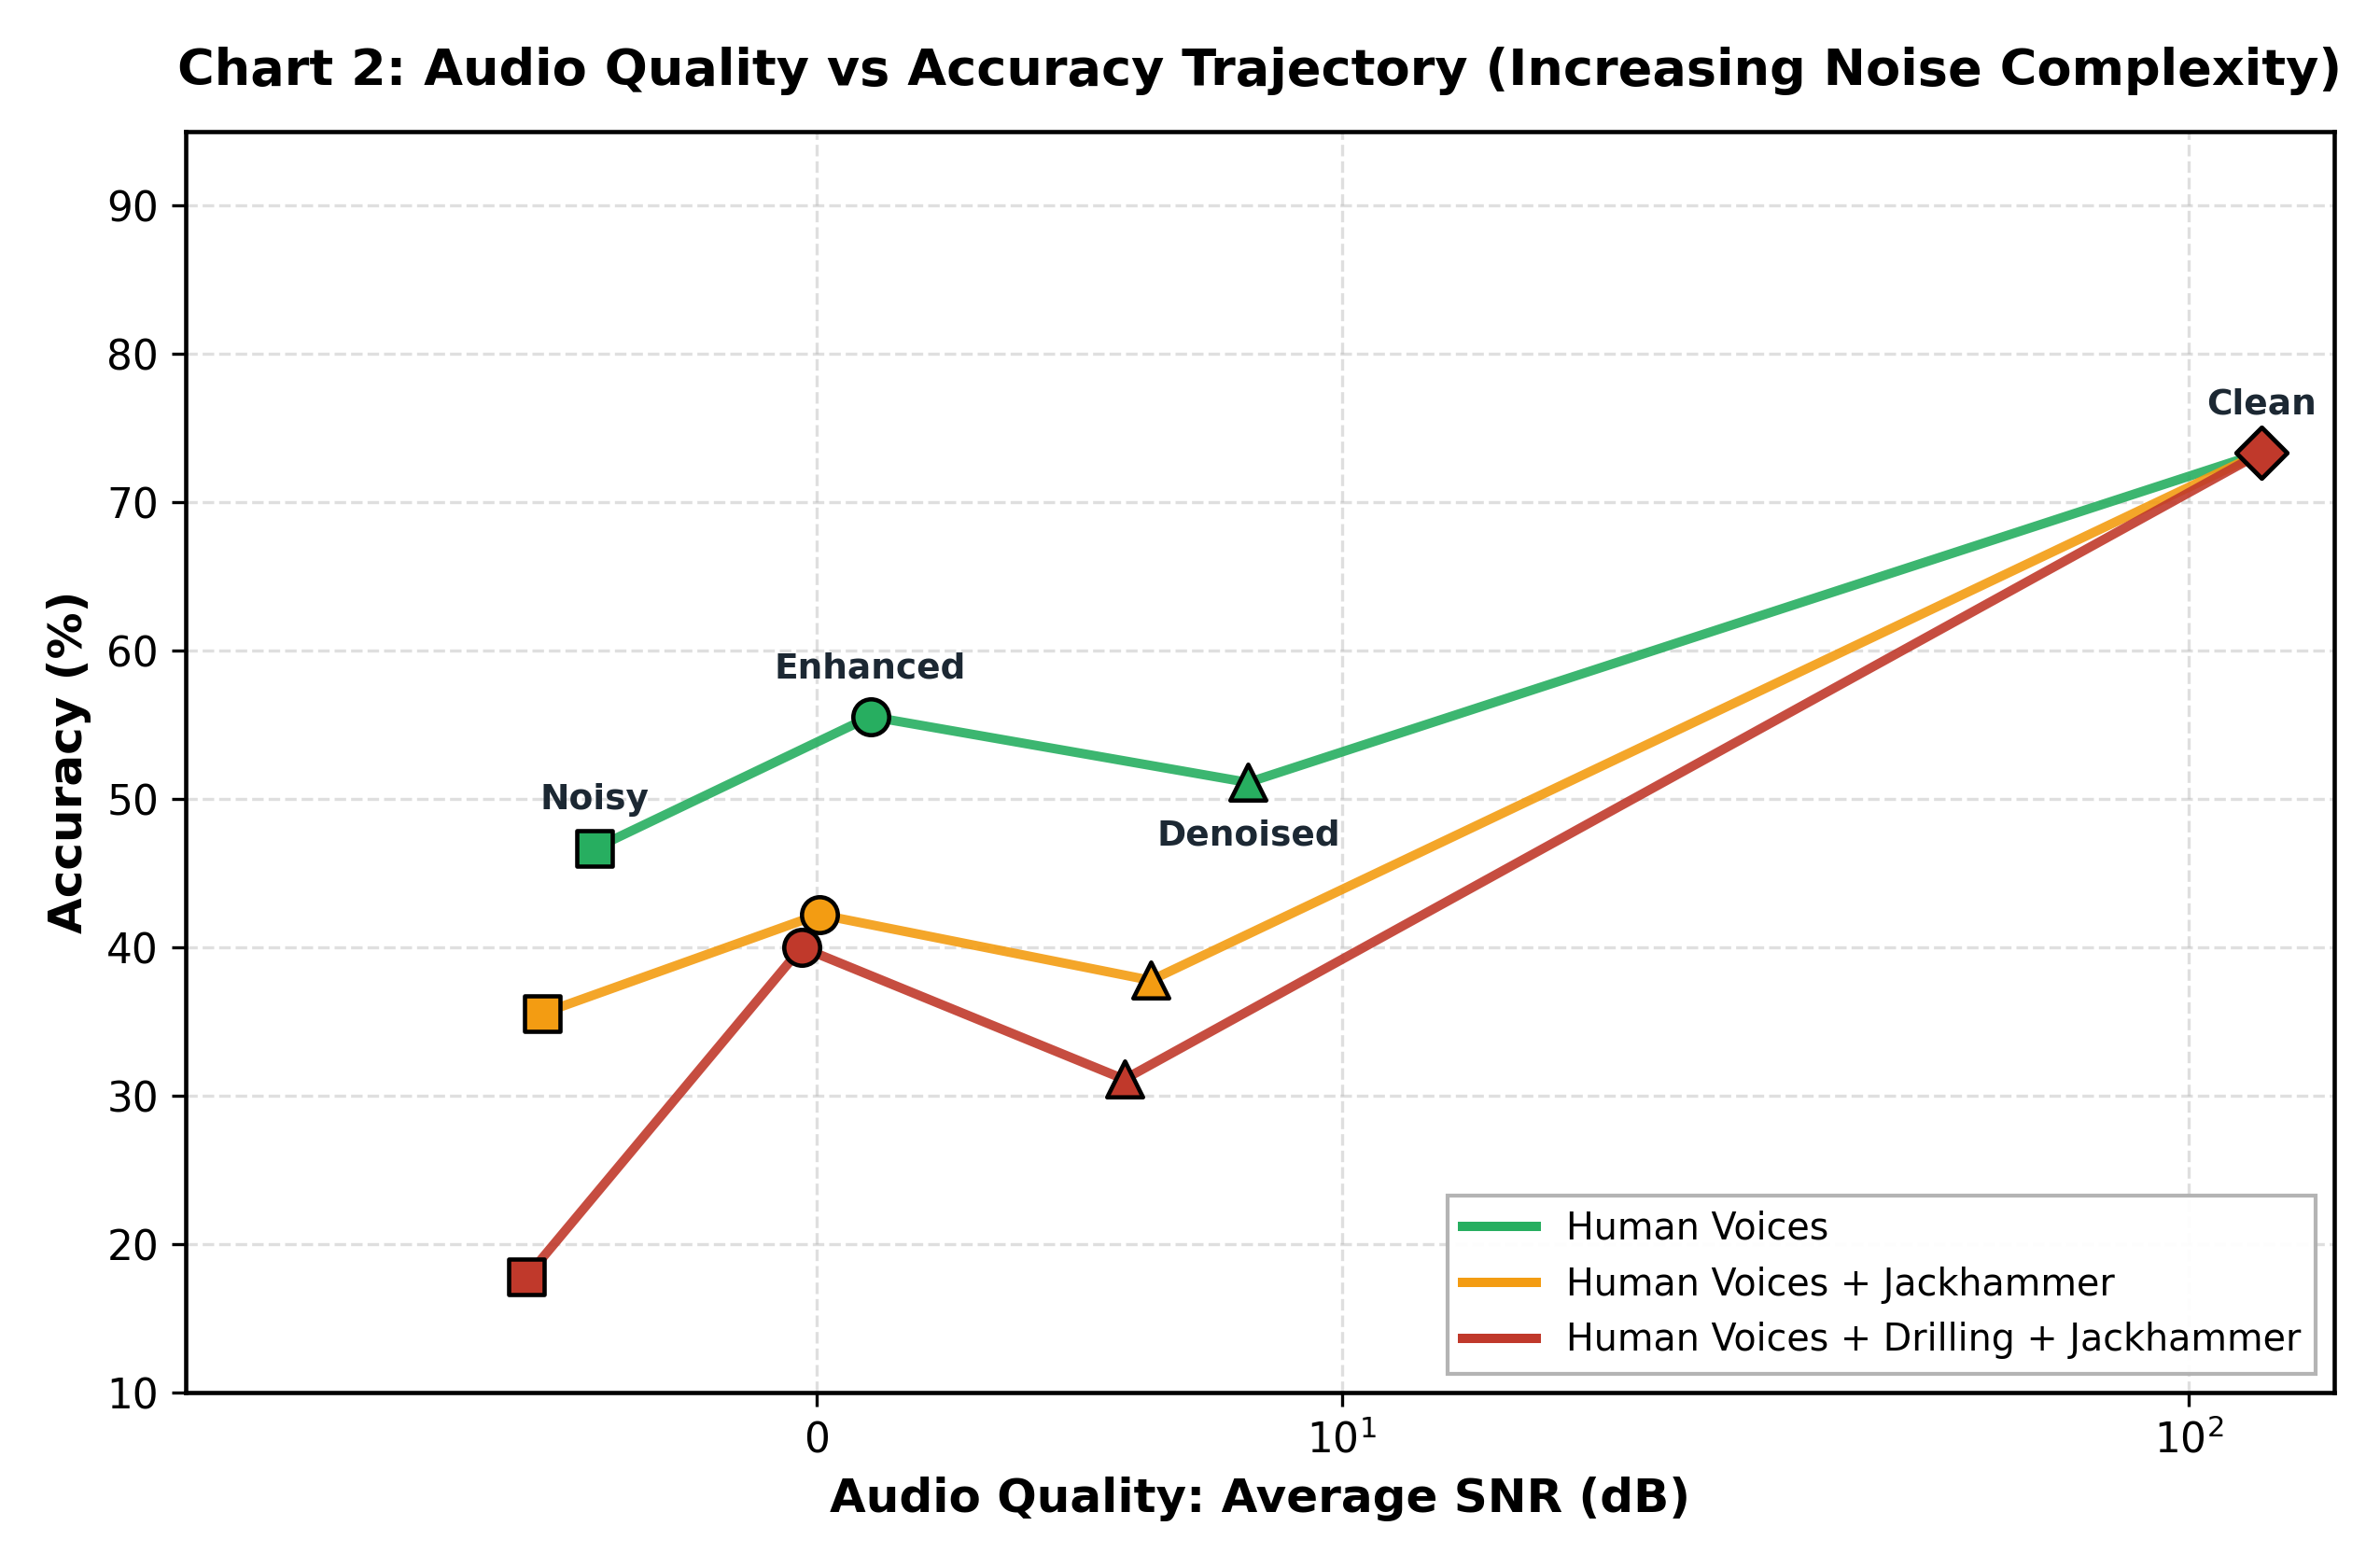 Chart 2: Audio Quality vs Accuracy Trajectory (Increasing Noise Complexity)
Accuracy (%)
90
80
70
60
50
40
30
20
10
Clean
Enhanced
Noisy
Denoised
Human Voices
Human Voices + Jackhammer
Human Voices + Drilling + Jackhammer
0 10¹ 10²
Audio Quality: Average SNR (dB)